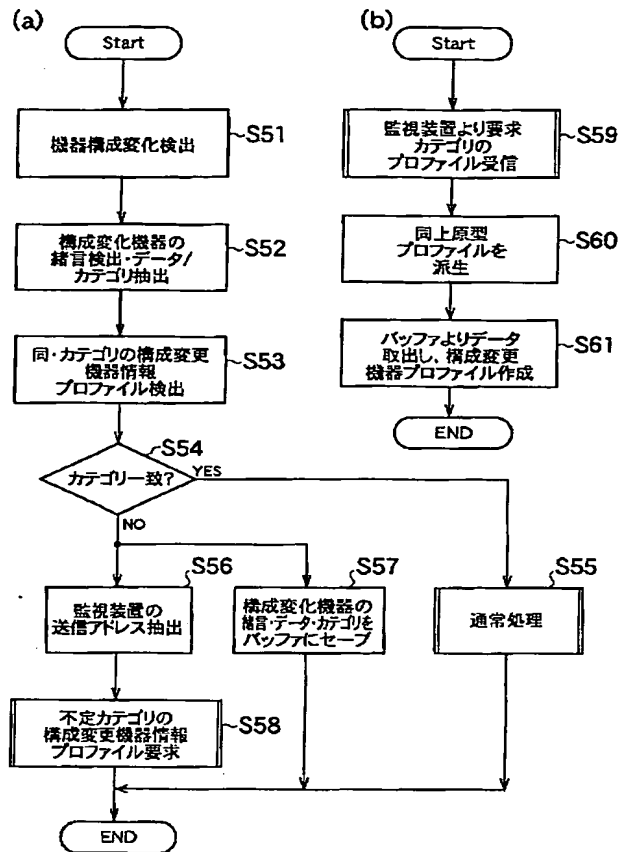 (a)
Start
機器構成変化検出
S51
構成変化機器の
緒言検出・データ/
カテゴリ抽出
S52
同・カテゴリの構成変更
機器情報
プロファイル検出
S53
S54
カテゴリ一致?
YES
NO
S56
監視装置の
送信アドレス抽出
S57
構成変化機器の
緒言・データ・カテゴリを
バッファにセーブ
S55
通常処理
不定カテゴリの
構成変更機器情報
プロファイル要求
S58
END
(b)
Start
監視装置より要求
カテゴリの
プロファイル受信
S59
同上原型
プロファイルを
派生
S60
バッファよりデータ
取出し、構成変更
機器プロファイル作成
S61
END